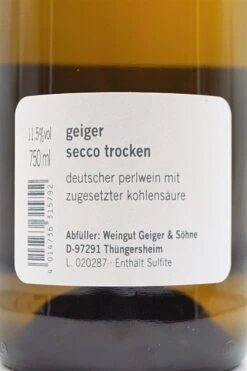 11,5%vol
750 ml
4 014736 315792
geiger
secco trocken
deutscher perlwein mit
zugesetzter kohlensäure
Abfüller: Weingut Geiger & Söhne
D-97291 Thüngersheim
L. 020287 · Enthält Sulfite